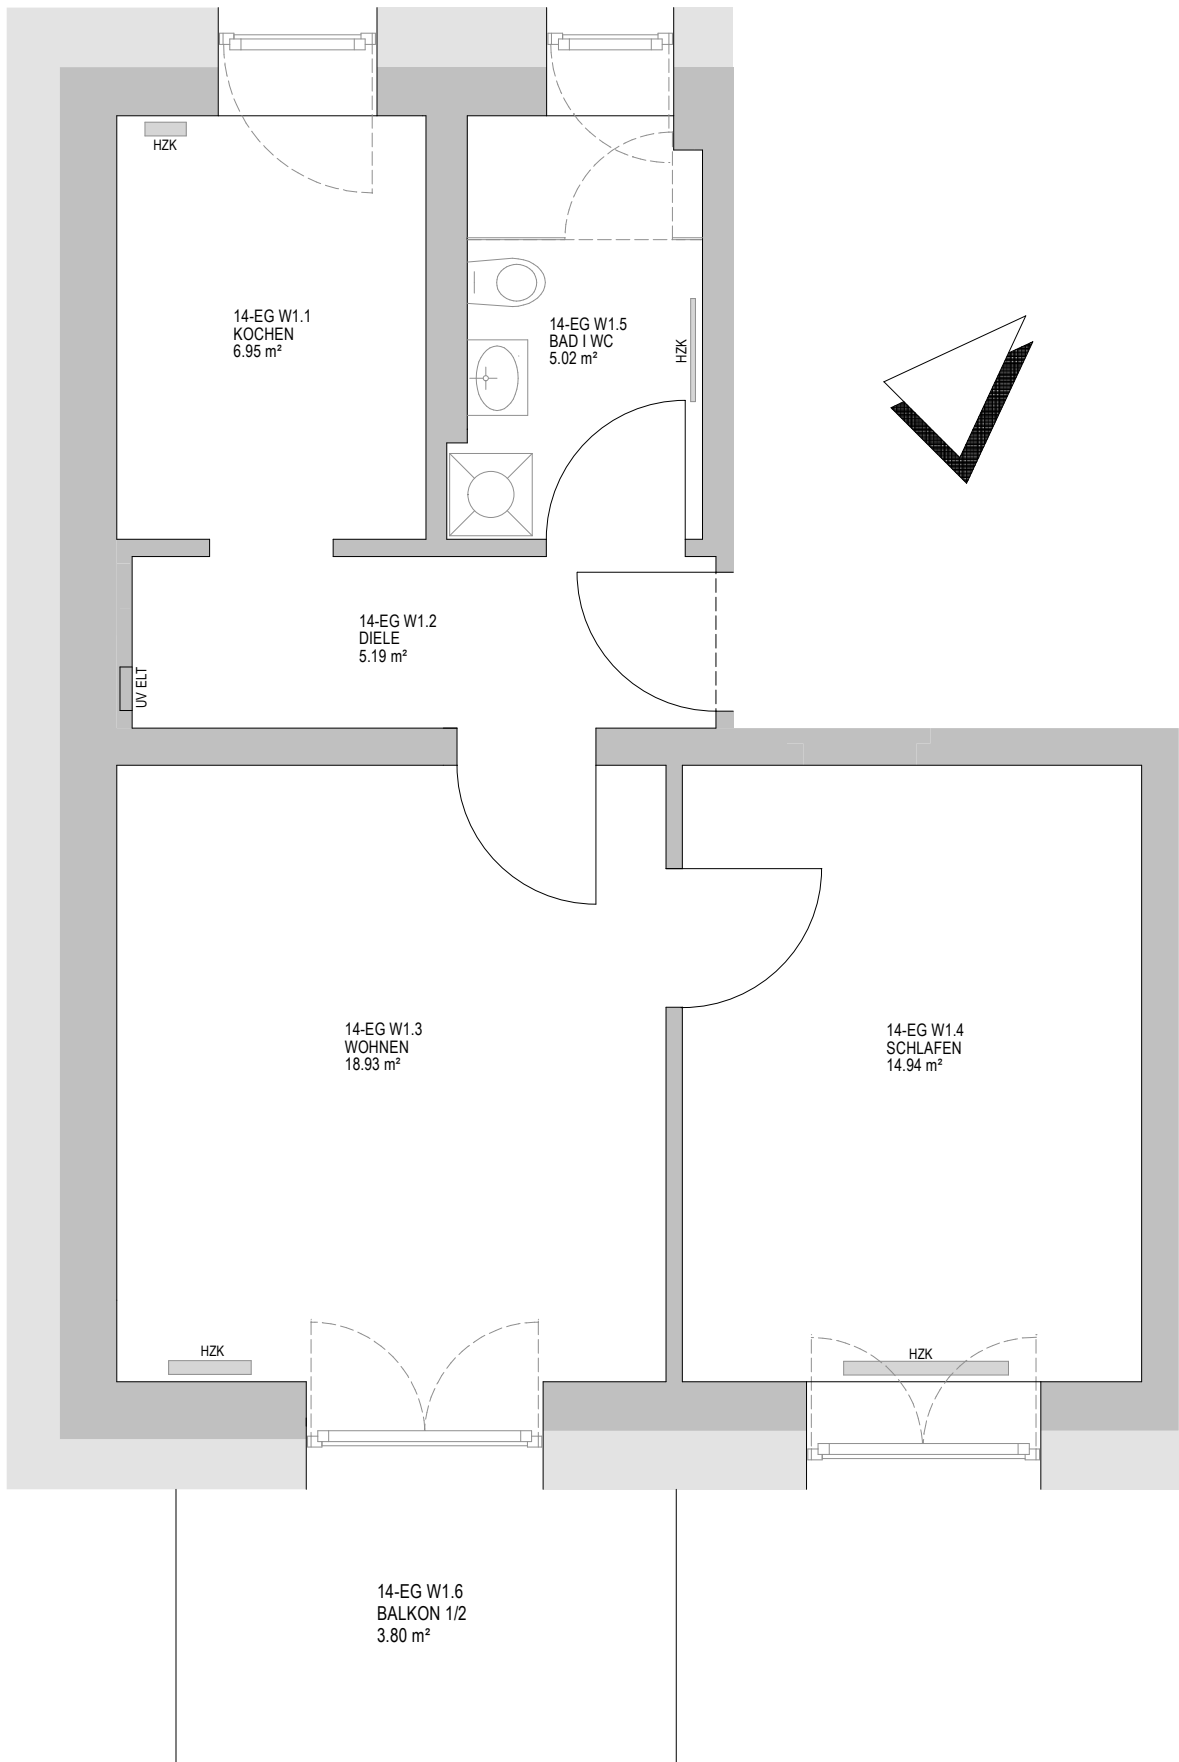 HZK
14-EG W1.1
KOCHEN
6.95 m²
14-EG W1.5
BAD I WC
5.02 m²
HZK
14-EG W1.2
DIELE
5.19 m²
UV ELT
14-EG W1.3
WOHNEN
18.93 m²
14-EG W1.4
SCHLAFEN
14.94 m²
HZK
HZK
14-EG W1.6
BALKON 1/2
3.80 m²